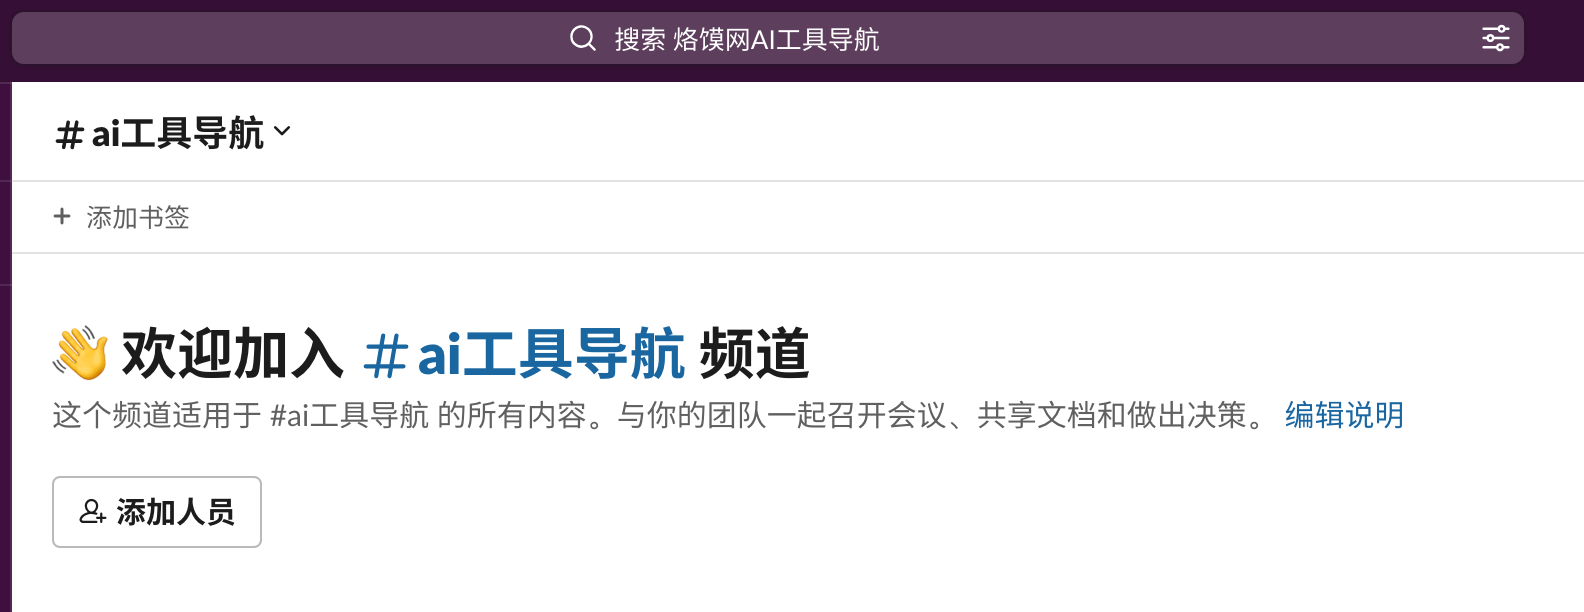 搜索 烙馍网AI工具导航
#ai工具导航
+ 添加书签
👋 欢迎加入 #ai工具导航 频道
这个频道适用于 #ai工具导航 的所有内容。与你的团队一起召开会议、共享文档和做出决策。 编辑说明
添加人员